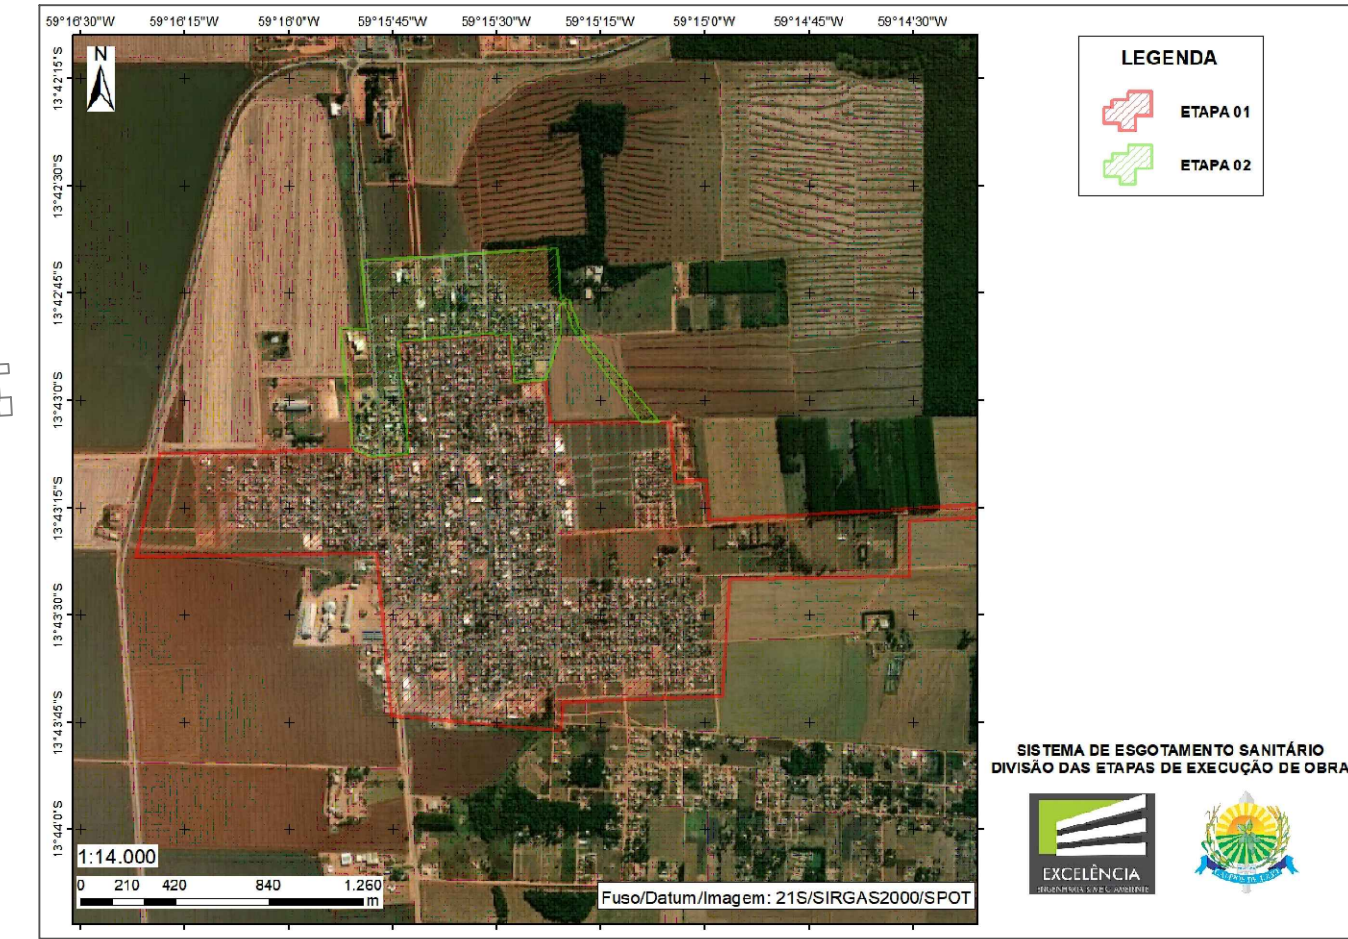 59°16'30"W 59°16'15"W 59°16'0"W 59°15'45"W 59°15'30"W 59°15'15"W 59°15'0"W 59°14'45"W 59°14'30"W
N
13°42'15"S
13°42'30"S
13°42'45"S
13°43'0"S
13°43'15"S
13°43'30"S
13°43'45"S
13°44'0"S
1:14.000
0 210 420 840 1.260
m
Fuso/Datum/Imagem: 21S/SIRGAS2000/SPOT
LEGENDA
ETAPA 01
ETAPA 02
SISTEMA DE ESGOTAMENTO SANITÁRIO
DIVISÃO DAS ETAPAS DE EXECUÇÃO DE OBRA
EXCELÊNCIA